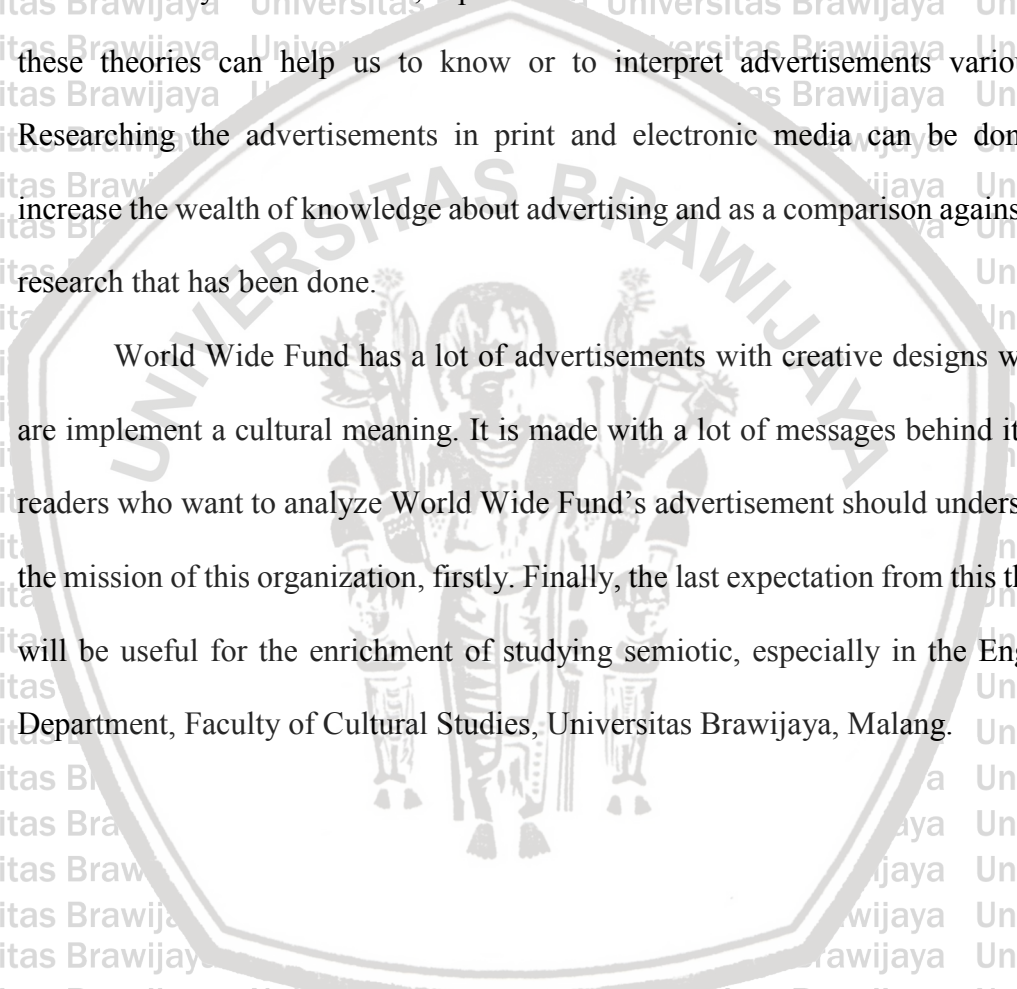 these theories can help us to know or to interpret advertisements
Researching the advertisements in print and electronic media can be
increase the wealth of knowledge about advertising and as a comparison
research that has been done.
World Wide Fund has a lot of advertisements with creative designs
are implement a cultural meaning. It is made with a lot of messages behind it
readers who want to analyze World Wide Fund's advertisement should
the mission of this organization, firstly. Finally, the last expectation from this
will be useful for the enrichment of studying semiotic, especially in the
Department, Faculty of Cultural Studies, Universitas Brawijaya, Malang.
UNIVERSITAS BRAWIJAYA